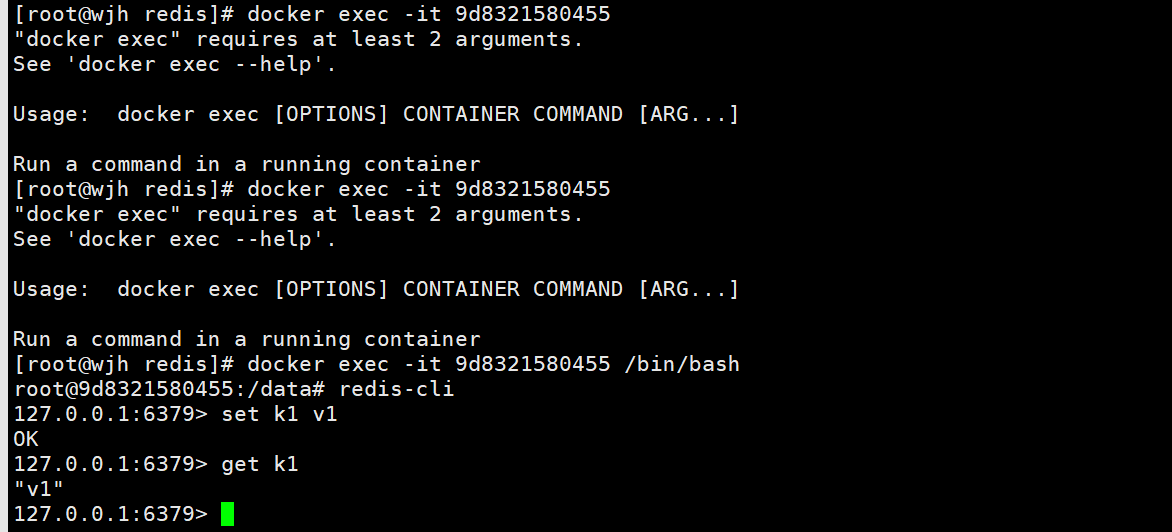 [root@wjh redis]# docker exec -it 9d8321580455
"docker exec" requires at least 2 arguments.
See 'docker exec --help'.
Usage:  docker exec [OPTIONS] CONTAINER COMMAND [ARG...]
Run a command in a running container
[root@wjh redis]# docker exec -it 9d8321580455
"docker exec" requires at least 2 arguments.
See 'docker exec --help'.
Usage:  docker exec [OPTIONS] CONTAINER COMMAND [ARG...]
Run a command in a running container
[root@wjh redis]# docker exec -it 9d8321580455 /bin/bash
root@9d8321580455:/data# redis-cli
127.0.0.1:6379> set k1 v1
OK
127.0.0.1:6379> get k1
"v1"
127.0.0.1:6379>